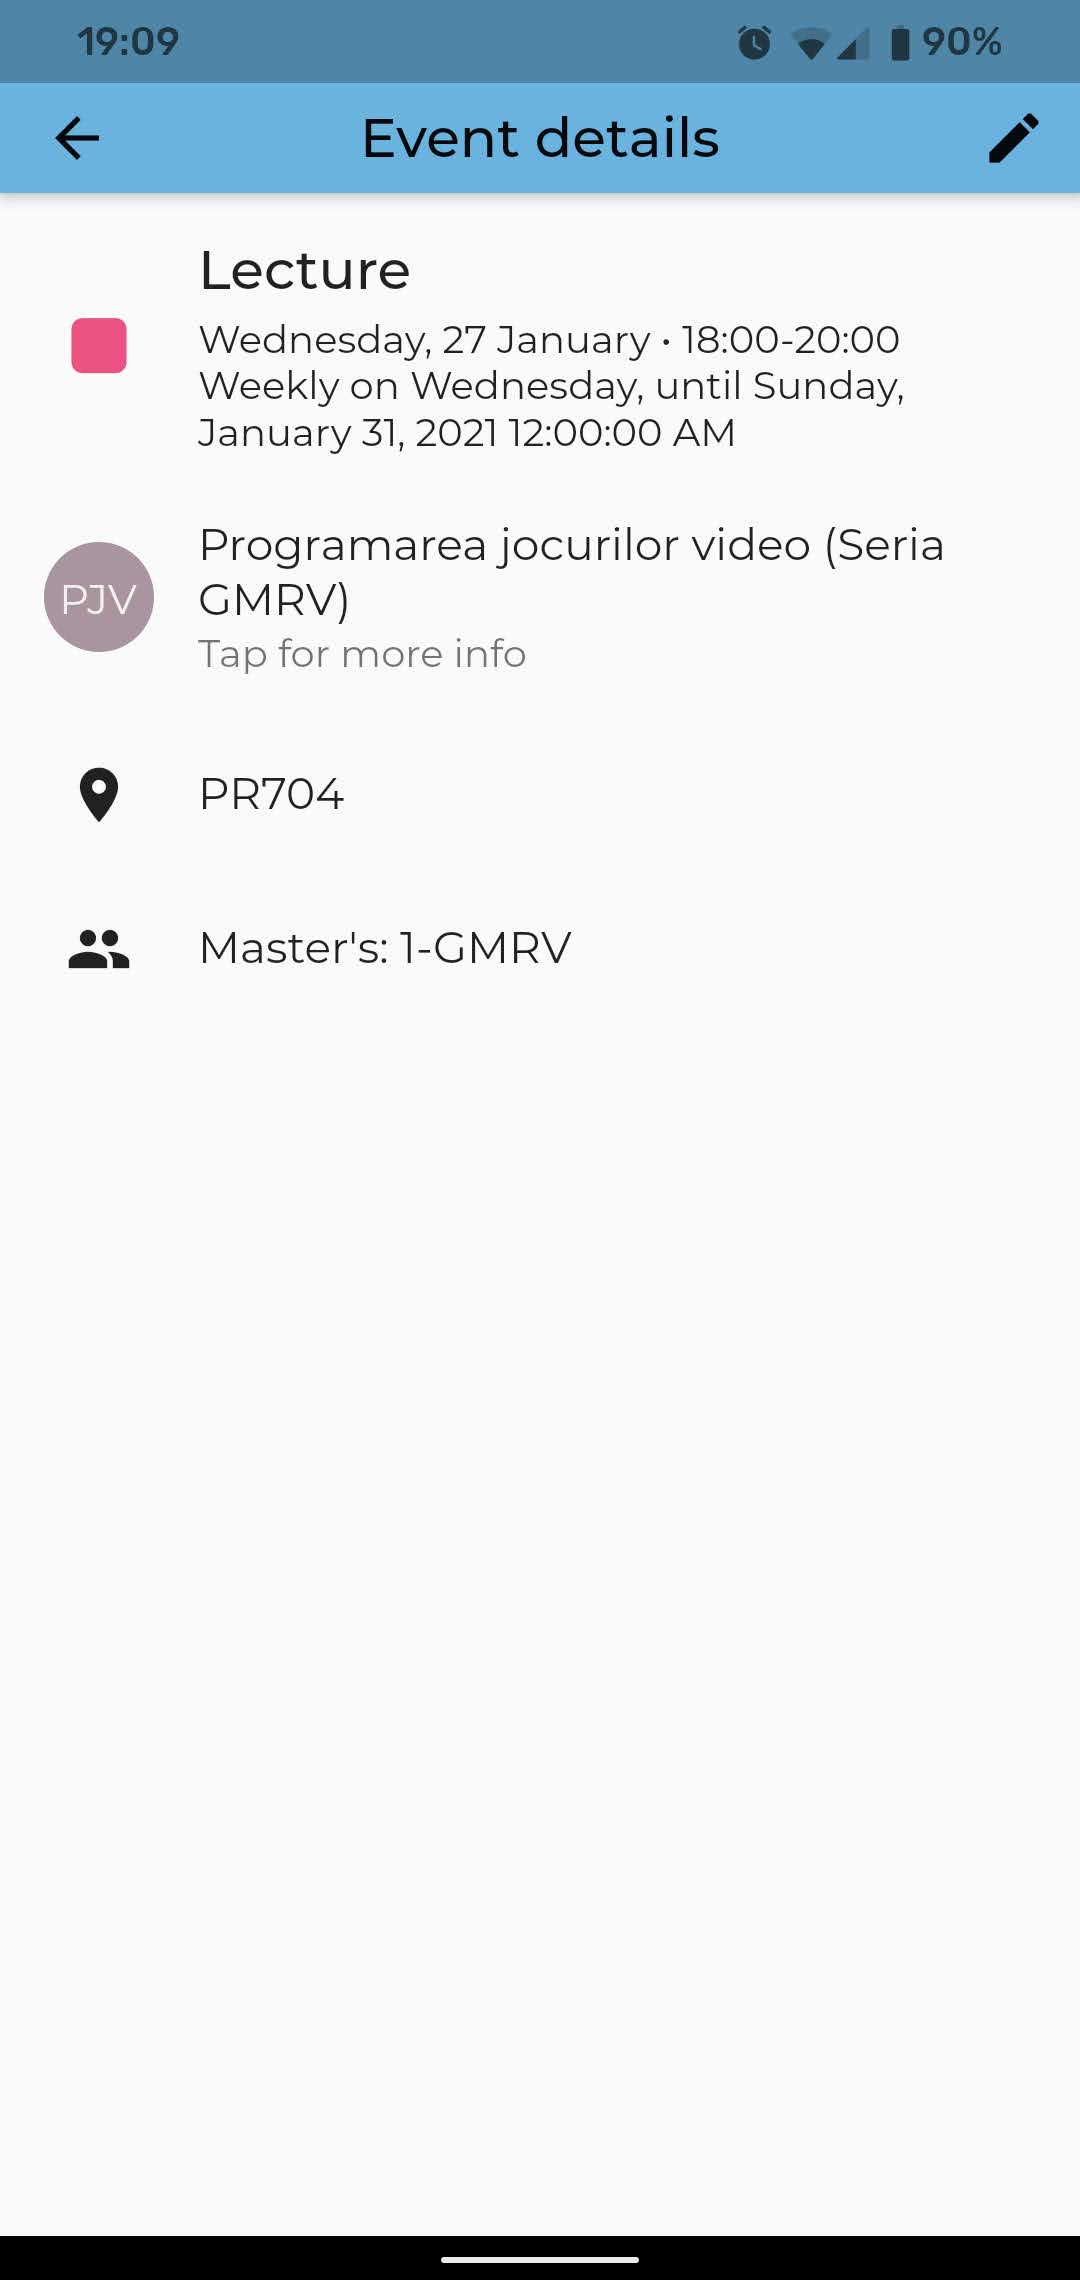 19:09
90%
Event details
Lecture
Wednesday, 27 January • 18:00-20:00
Weekly on Wednesday, until Sunday,
January 31, 2021 12:00:00 AM
PJV
Programarea jocurilor video (Seria
GMRV)
Tap for more info
PR704
Master's: 1-GMRV